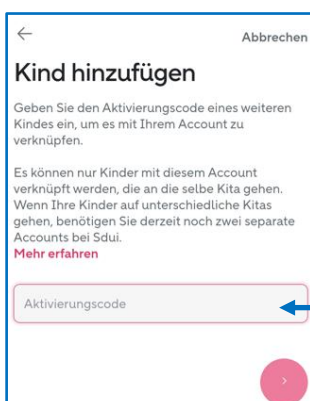 Abbrechen
Kind hinzufügen
Geben Sie den Aktivierungscode eines weiteren
Kindes ein, um es mit Ihrem Account zu
verknüpfen.
Es können nur Kinder mit diesem Account
verknüpft werden, die an die selbe Kita gehen.
Wenn Ihre Kinder auf unterschiedliche Kitas
gehen, benötigen Sie derzeit noch zwei separate
Accounts bei Sdui.
Mehr erfahren
Aktivierungscode